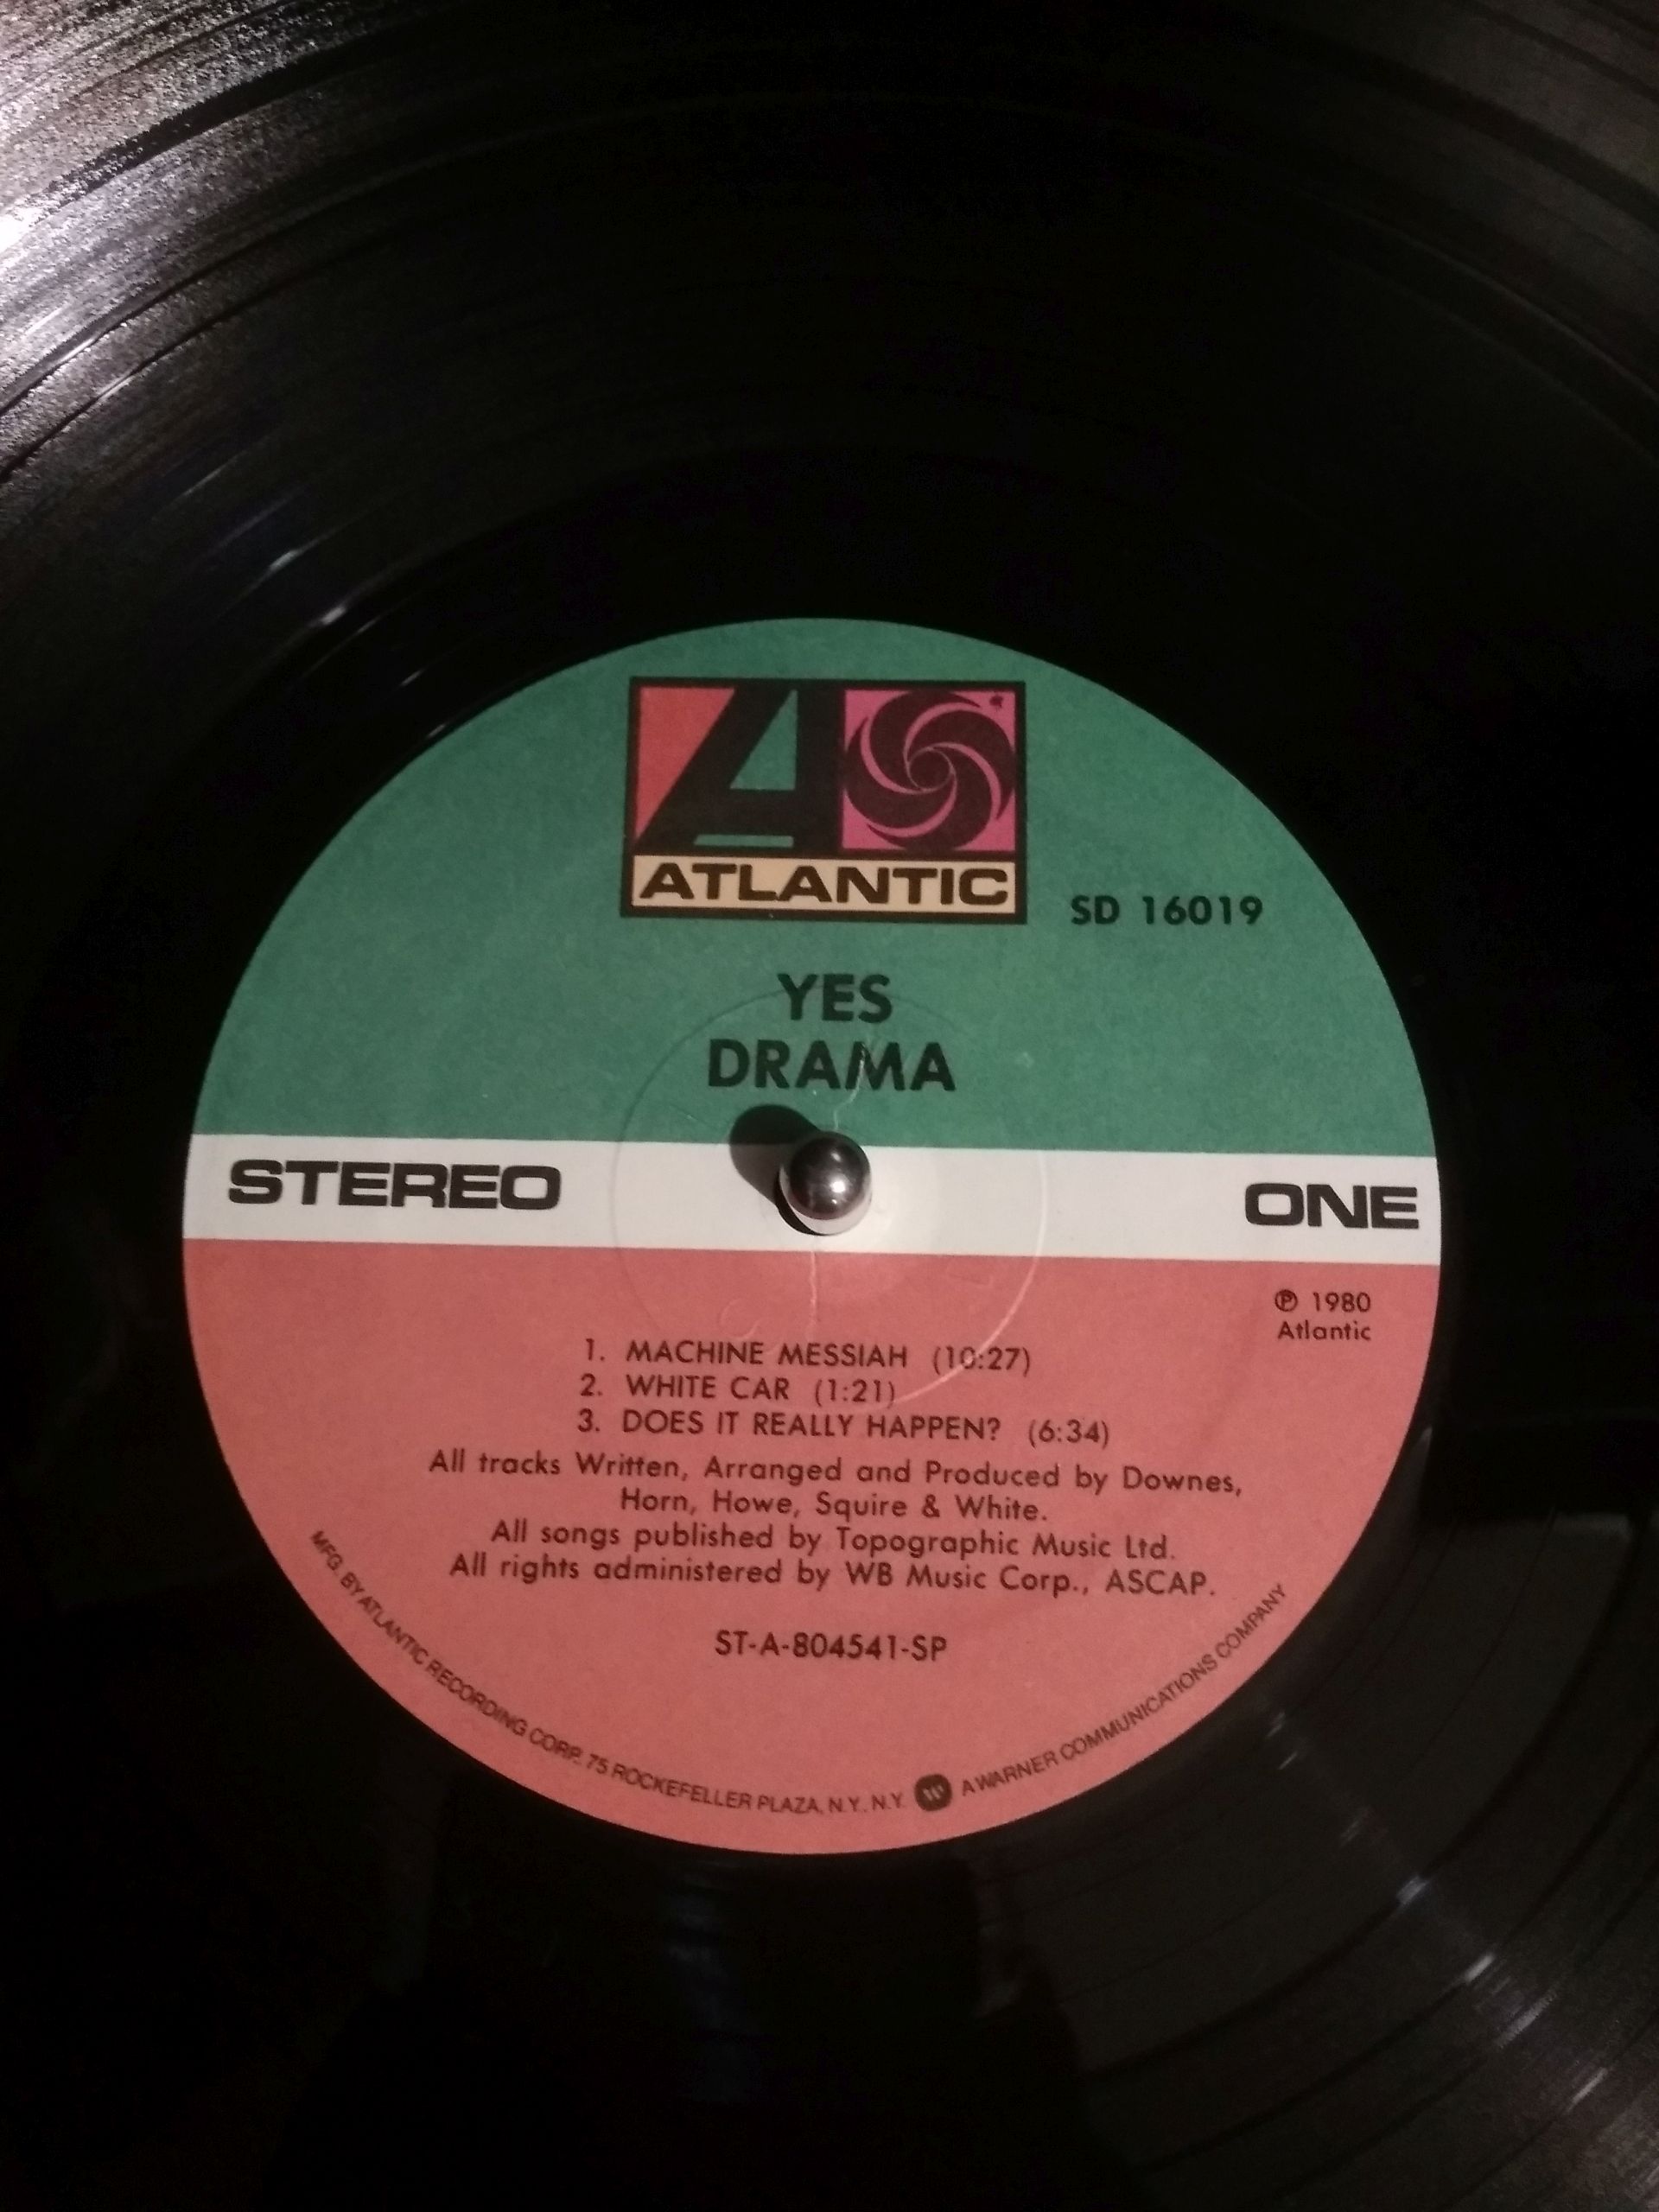 ATLANTIC
SD 16019
YES
DRAMA
STEREO
ONE
℗ 1980
Atlantic
1. MACHINE MESSIAH (10:27)
2. WHITE CAR (1:21)
3. DOES IT REALLY HAPPEN? (6:34)
All tracks Written, Arranged and Produced by Downes,
Horn, Howe, Squire & White.
All songs published by Topographic Music Ltd.
All rights administered by WB Music Corp., ASCAP.
ST-A-804541-SP
MFG. BY ATLANTIC RECORDING CORP. 75 ROCKEFELLER PLAZA, N.Y. N.Y. W A WARNER COMMUNICATIONS COMPANY